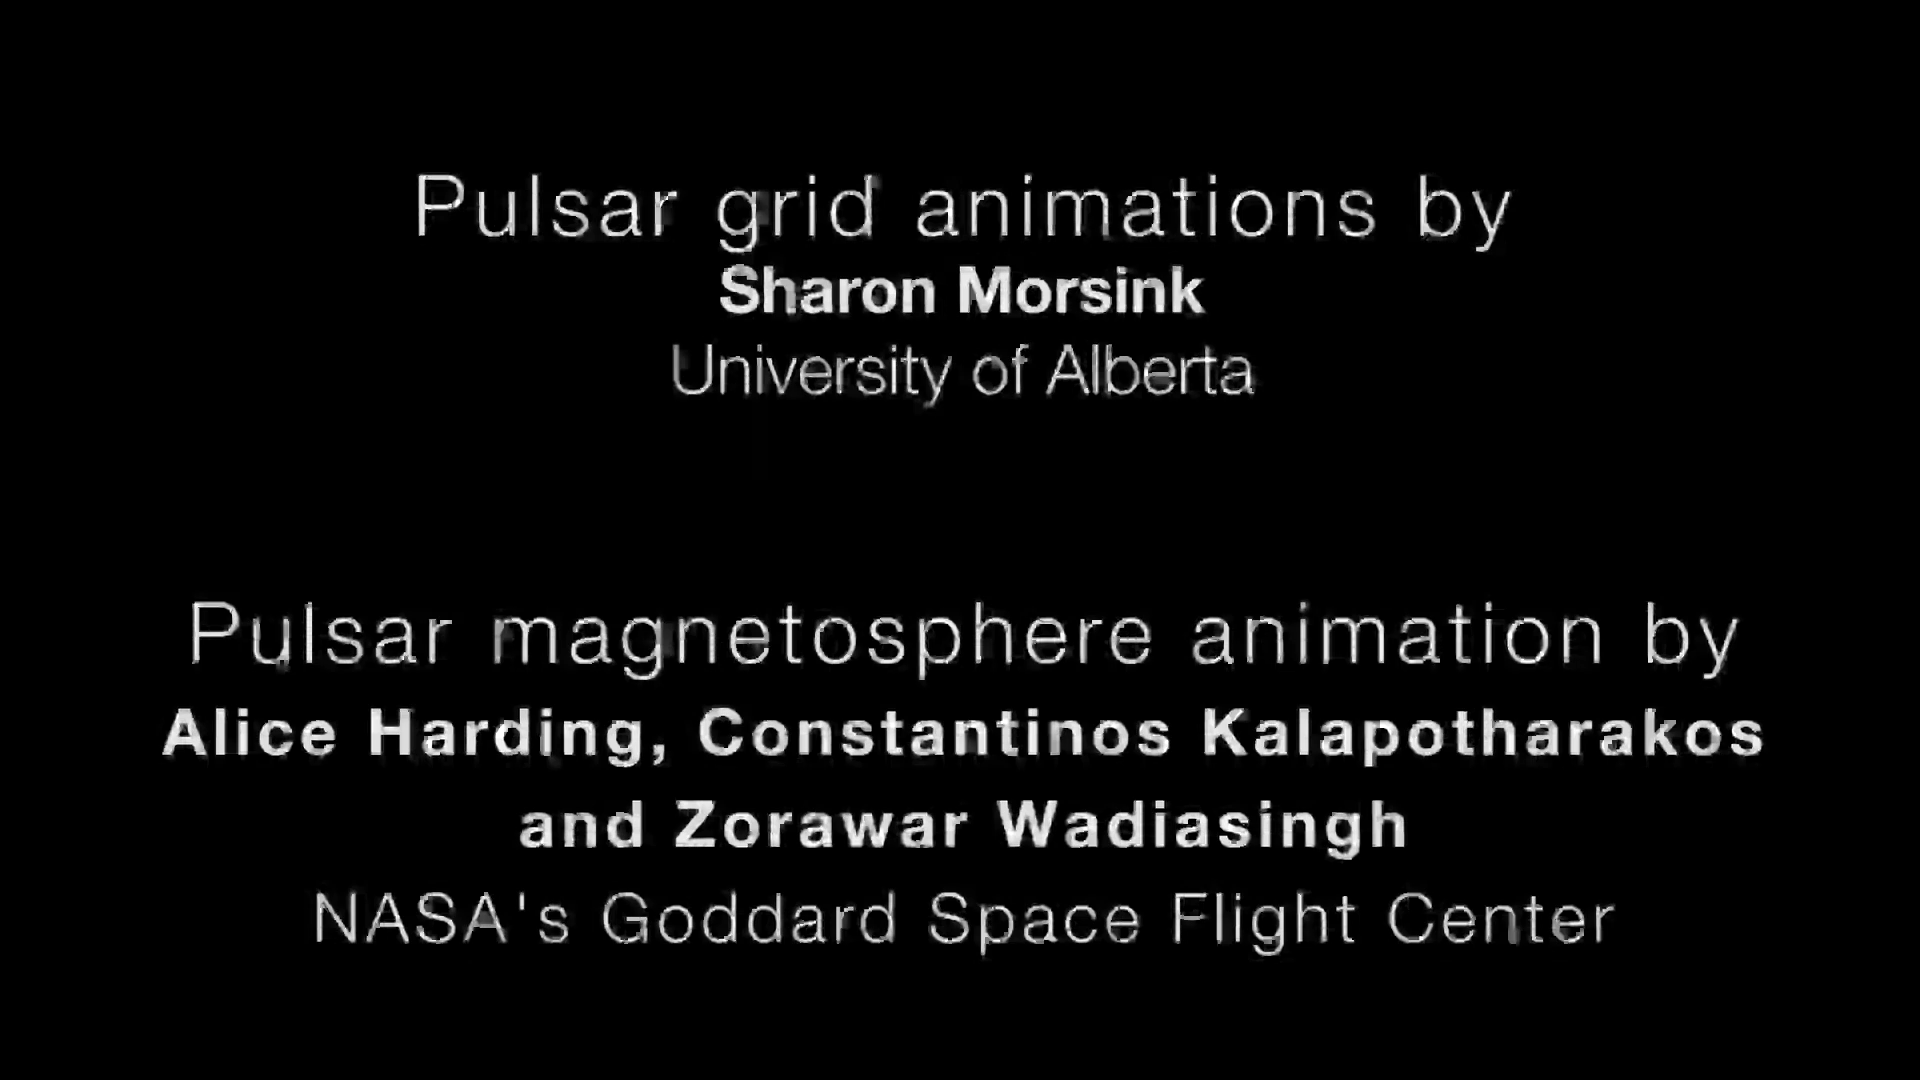 Pulsar grid animations by
Sharon Morsink
University of Alberta
Pulsar magnetosphere animation by
Alice Harding, Constantinos Kalapotharakos
and Zorawar Wadiasingh
NASA's Goddard Space Flight Center